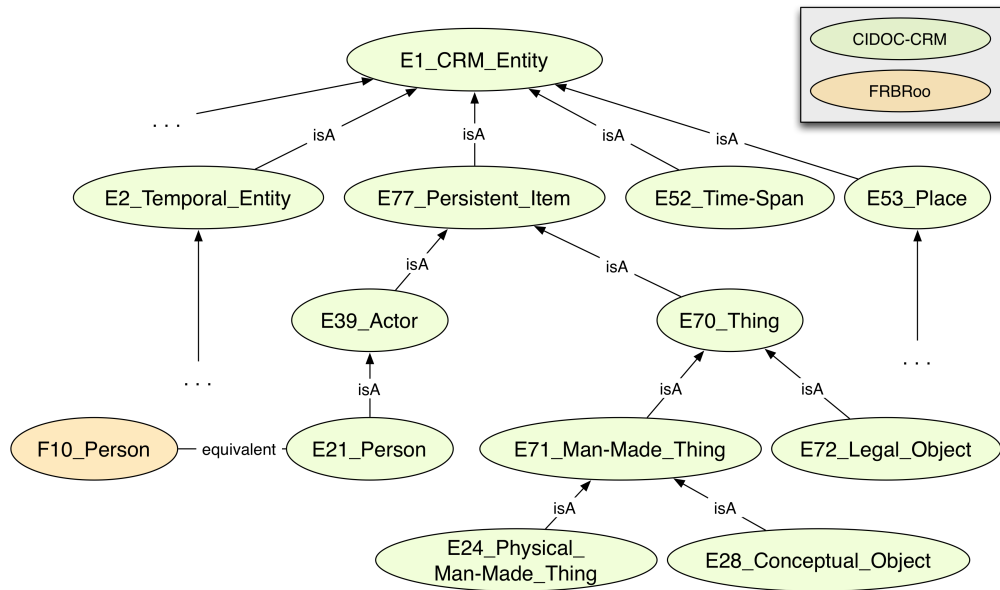 CIDOC-CRM
FRBRoo
E1_CRM_Entity
. . .
isA
isA
isA
isA
E2_Temporal_Entity
E77_Persistent_Item
E52_Time-Span
E53_Place
isA
isA
E39_Actor
E70_Thing
. . .
. . .
isA
isA
isA
F10_Person
equivalent
E21_Person
E71_Man-Made_Thing
E72_Legal_Object
isA
isA
E24_Physical_
Man-Made_Thing
E28_Conceptual_Object